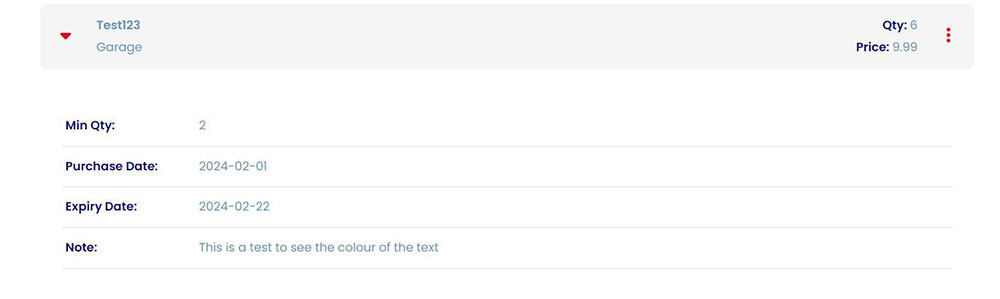 Test123
Qty: 6
Garage
Price: 9.99
Min Qty: 2
Purchase Date: 2024-02-01
Expiry Date: 2024-02-22
Note: This is a test to see the colour of the text